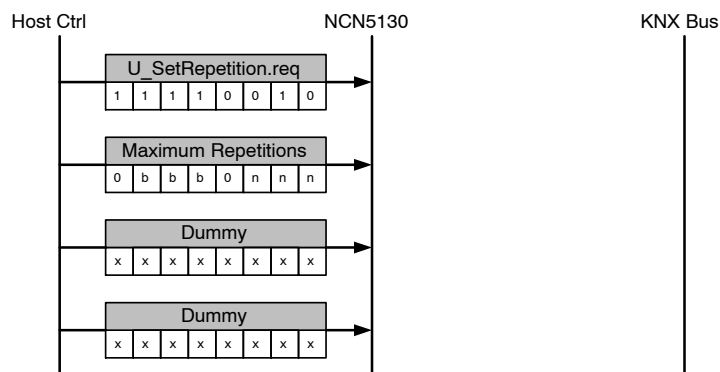 Host Ctrl NCN5130 KNX Bus
U_SetRepetition.req
1 1 1 1 0 0 1 0
Maximum Repetitions
0 b b b 0 n n n
Dummy
x x x x x x x x
Dummy
x x x x x x x x